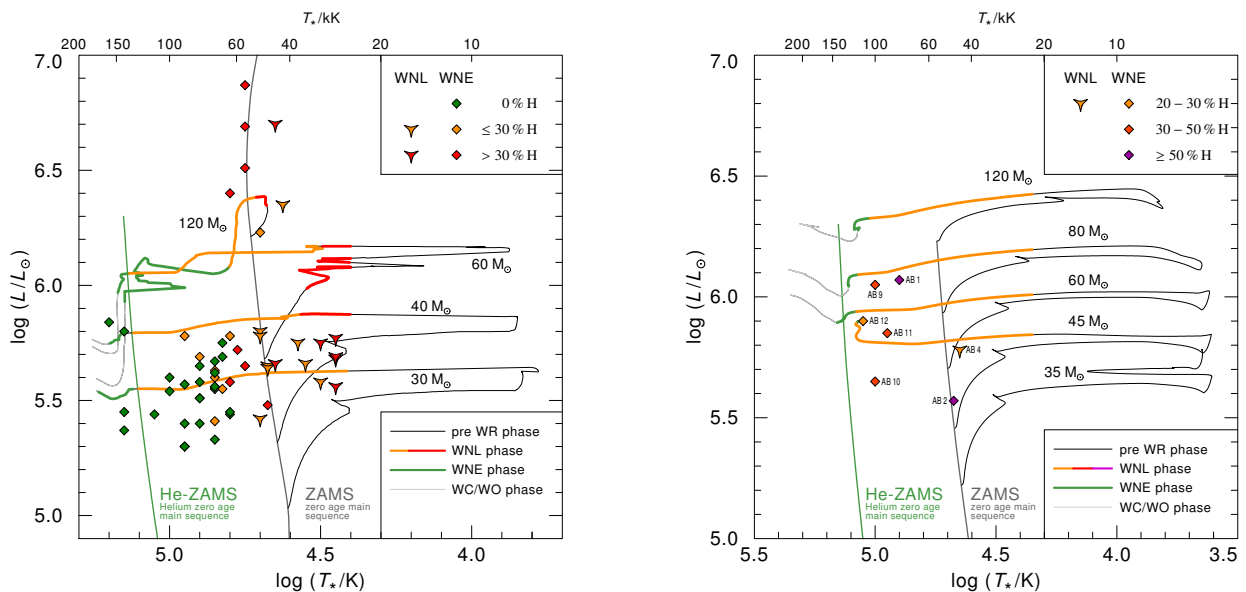 T*/kK
200 150 100 80 60 40 20 10
7.0
6.5
6.0
5.5
5.0
log (L/L⊙)
WNL WNE
0 % H
≤ 30 % H
> 30 % H
120 M⊙
60 M⊙
40 M⊙
30 M⊙
pre WR phase
WNL phase
WNE phase
WC/WO phase
He-ZAMS
Helium zero age
main sequence
ZAMS
zero age main
sequence
5.0 4.5 4.0
log (T*/K)
T*/kK
200 150 100 80 60 40 20 10
7.0
6.5
6.0
5.5
5.0
log (L/L⊙)
WNL WNE
20 – 30 % H
30 – 50 % H
≥ 50 % H
120 M⊙
80 M⊙
60 M⊙
45 M⊙
35 M⊙
AB 9
AB 1
AB 12
AB 11
AB 4
AB 10
AB 2
pre WR phase
WNL phase
WNE phase
WC/WO phase
He-ZAMS
Helium zero age
main sequence
ZAMS
zero age main
sequence
5.5 5.0 4.5 4.0 3.5
log (T*/K)